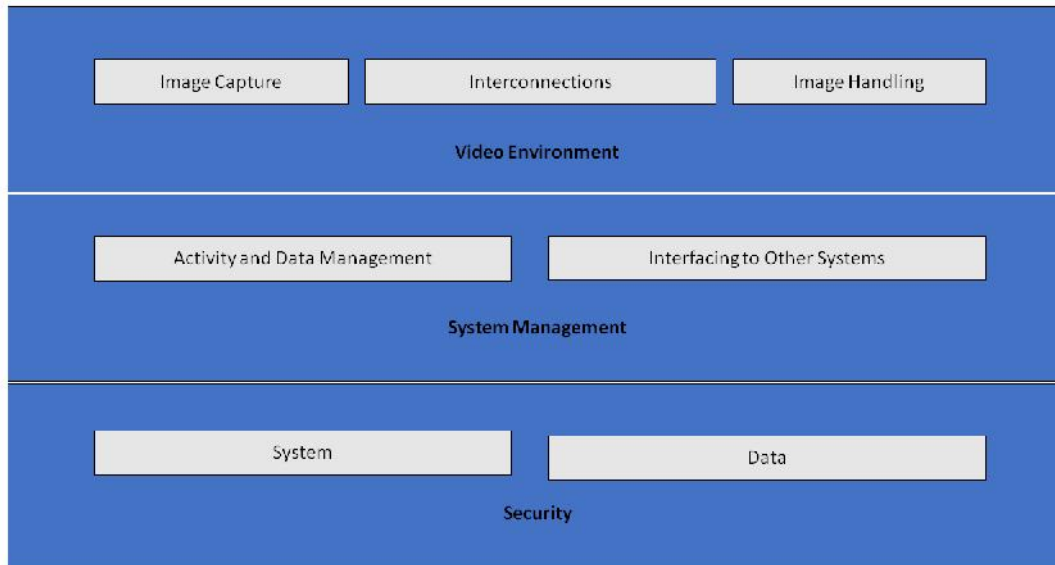 Image Capture
Interconnections
Image Handling
Video Environment
Activity and Data Management
Interfacing to Other Systems
System Management
System
Data
Security